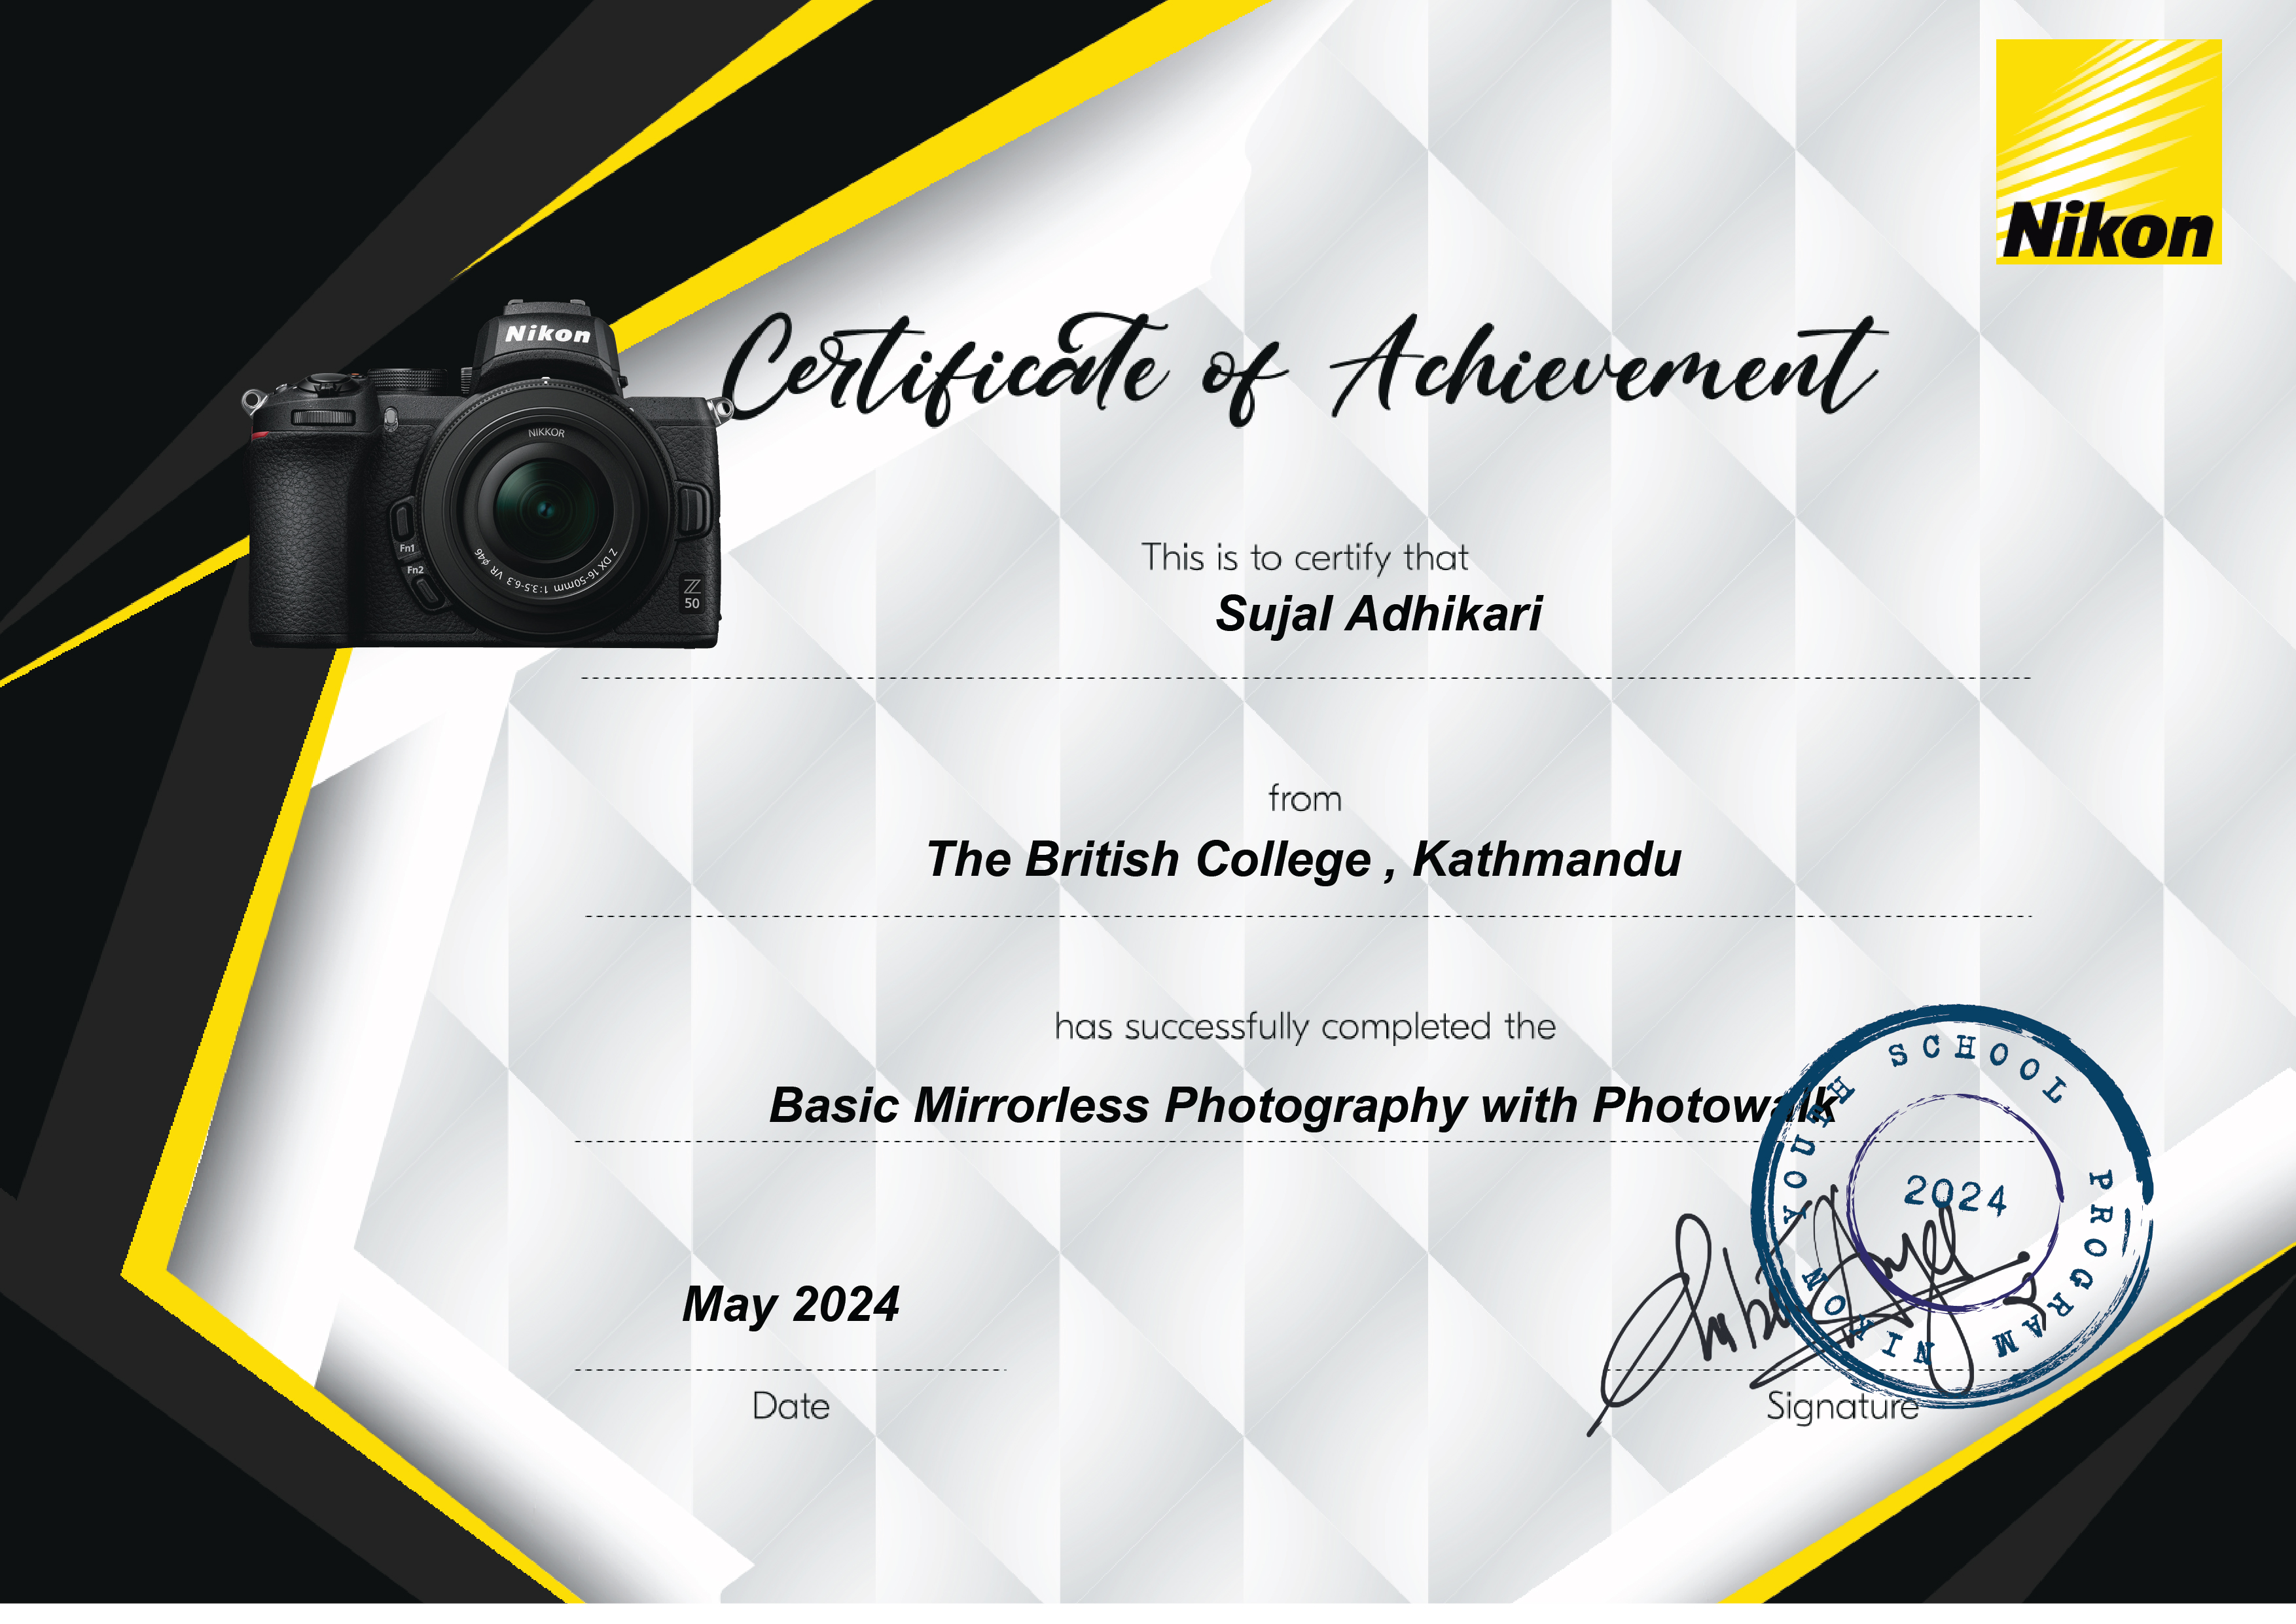 Nikon
Certificate of Achievement
Nikon
NIKKOR
Z DX 16-50mm 1:3.5-6.3 VR ø46
Fn1
Fn2
Z
50
This is to certify that
Sujal Adhikari
from
The British College , Kathmandu
has successfully completed the
Basic Mirrorless Photography with Photowalk
NIKON YOUTH SCHOOL PROGRAM
2024
May 2024
Date
Signature